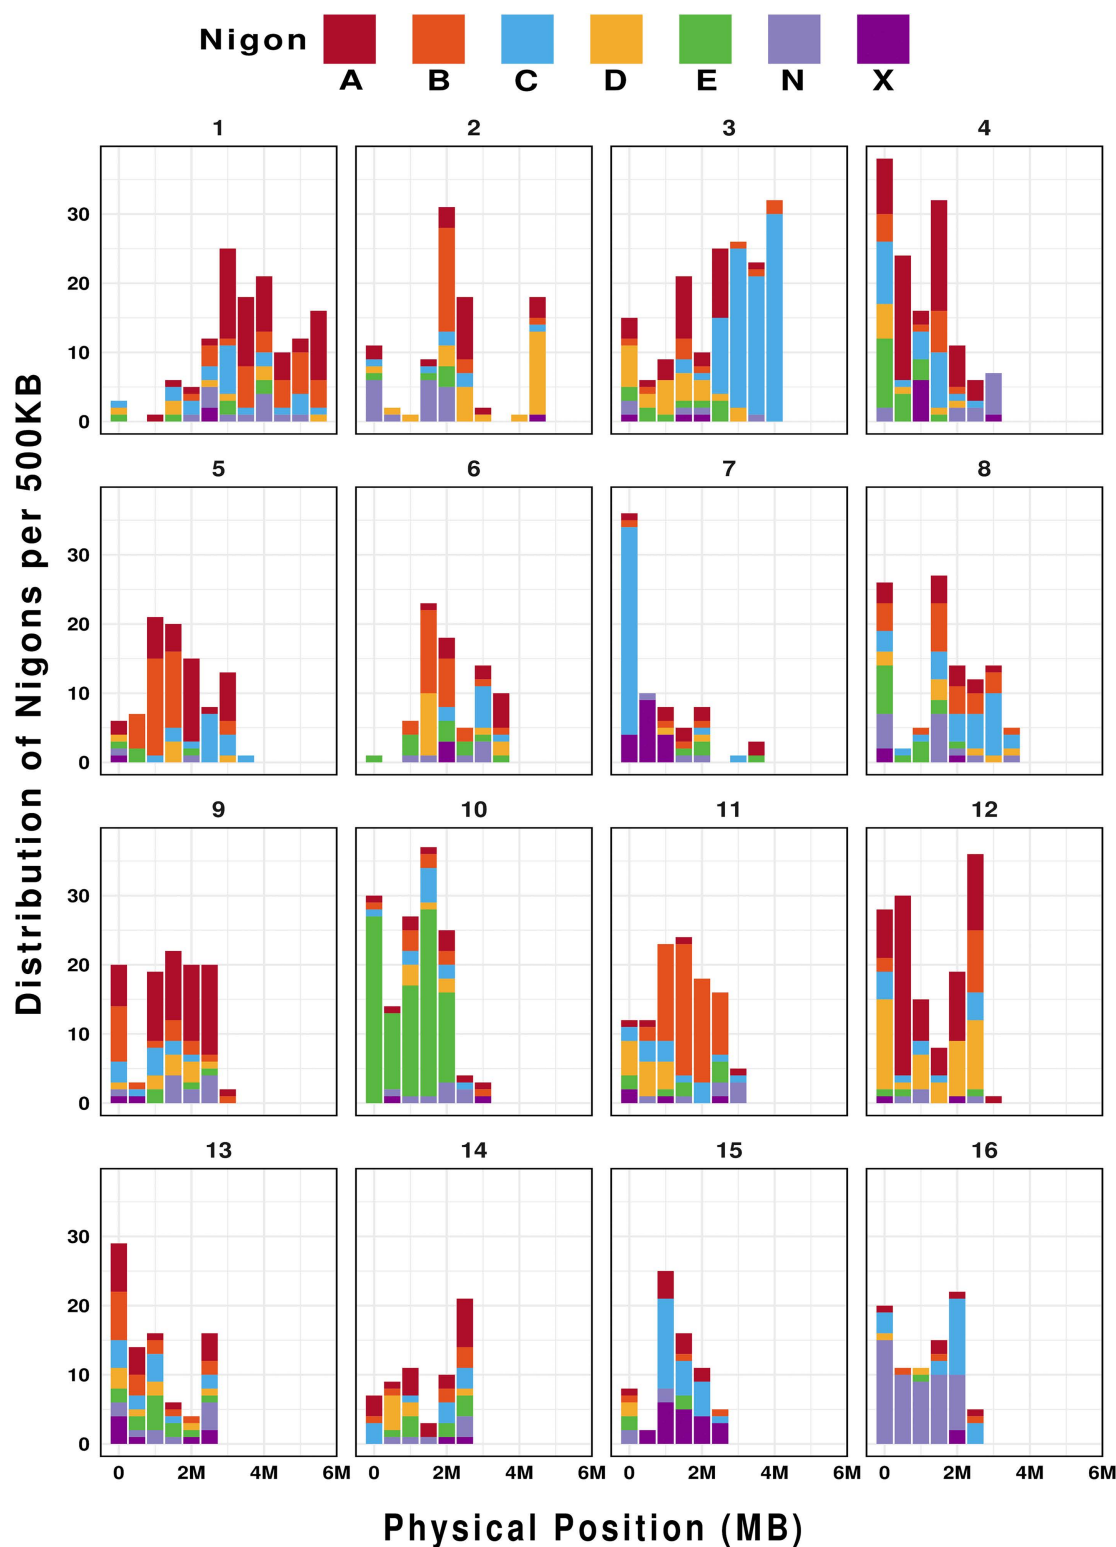 Nigon
A B C D E N X
Distribution of Nigons per 500KB
1 2 3 4
30
20
10
0
5 6 7 8
30
20
10
0
9 10 11 12
30
20
10
0
13 14 15 16
30
20
10
0
0 2M 4M 6M 0 2M 4M 6M 0 2M 4M 6M 0 2M 4M 6M
Physical Position (MB)